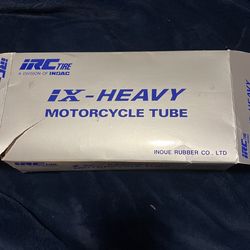 IRC TIRE
A DIVISION OF INOAC
iX-HEAVY
MOTORCYCLE TUBE
INOUE RUBBER CO., LTD